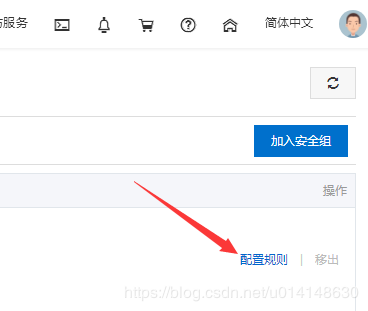 服务 简体中文
加入安全组
操作
配置规则 | 移出
https://blog.csdn.net/u014148630